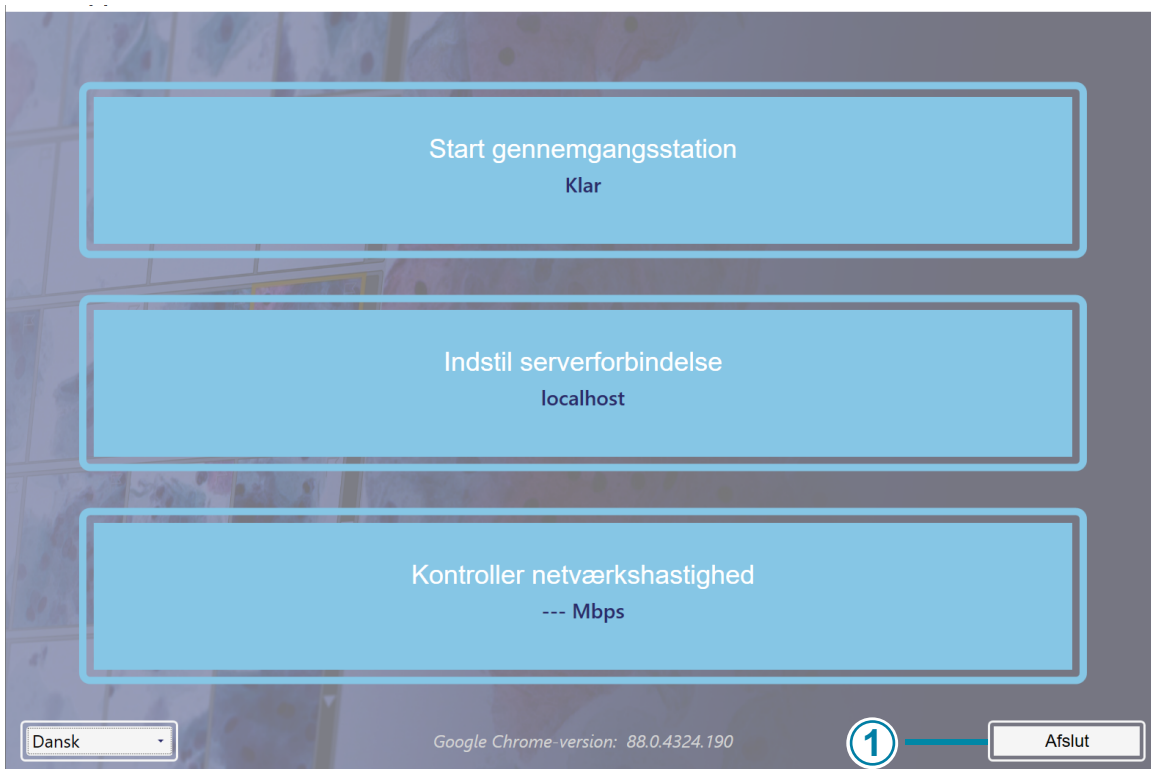 Start gennemgangsstation
Klar
Indstil serverforbindelse
localhost
Kontroller netværkshastighed
--- Mbps
Dansk
Google Chrome-version: 88.0.4324.190
1
Afslut